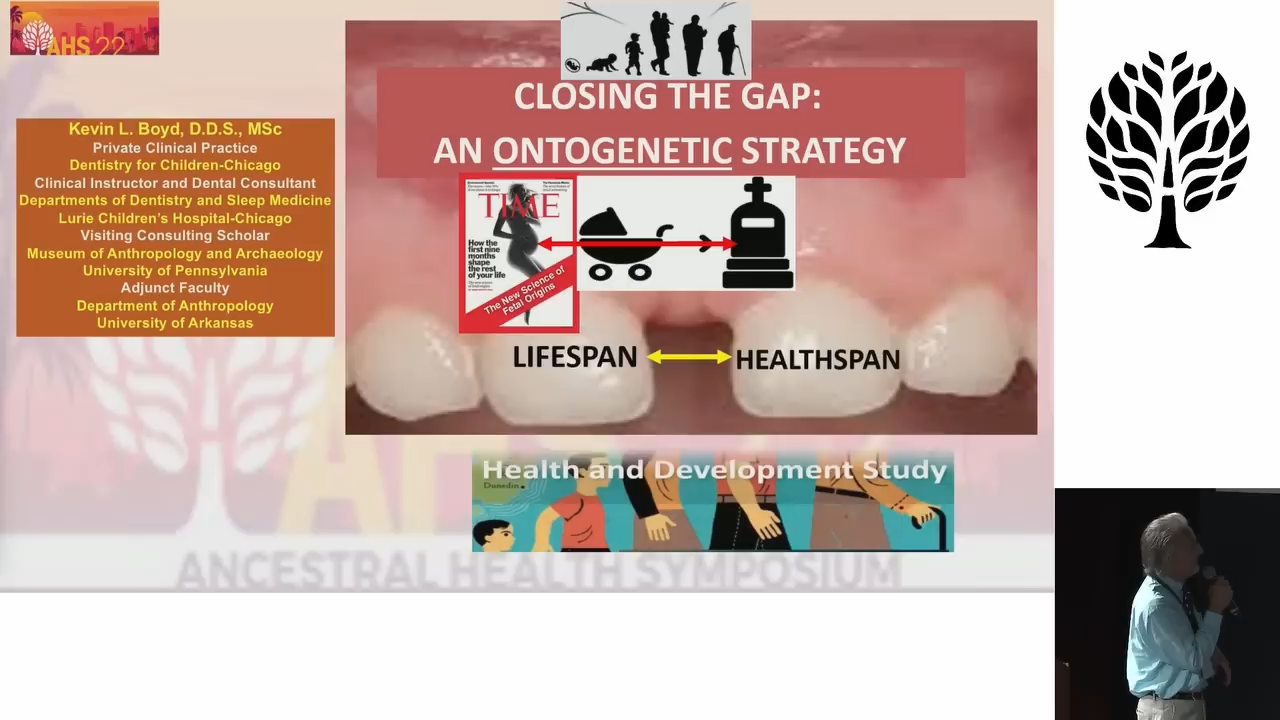 AHS 22
Kevin L. Boyd, D.D.S., MSc
Private Clinical Practice
Dentistry for Children-Chicago
Clinical Instructor and Dental Consultant
Departments of Dentistry and Sleep Medicine
Lurie Children's Hospital-Chicago
Visiting Consulting Scholar
Museum of Anthropology and Archaeology
University of Pennsylvania
Adjunct Faculty
Department of Anthropology
University of Arkansas
CLOSING THE GAP:
AN ONTOGENETIC STRATEGY
TIME
How the
first nine
months
shape
the rest
of your life
The New Science of
Fetal Origins
LIFESPAN
HEALTHSPAN
Health and Development Study
Dunedin
ANCESTRAL HEALTH SYMPOSIUM